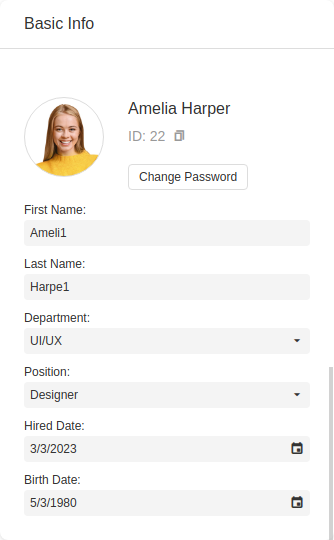 Basic Info
Amelia Harper
ID: 22
Change Password
First Name:
Ameli1
Last Name:
Harpe1
Department:
UI/UX
Position:
Designer
Hired Date:
3/3/2023
Birth Date:
5/3/1980